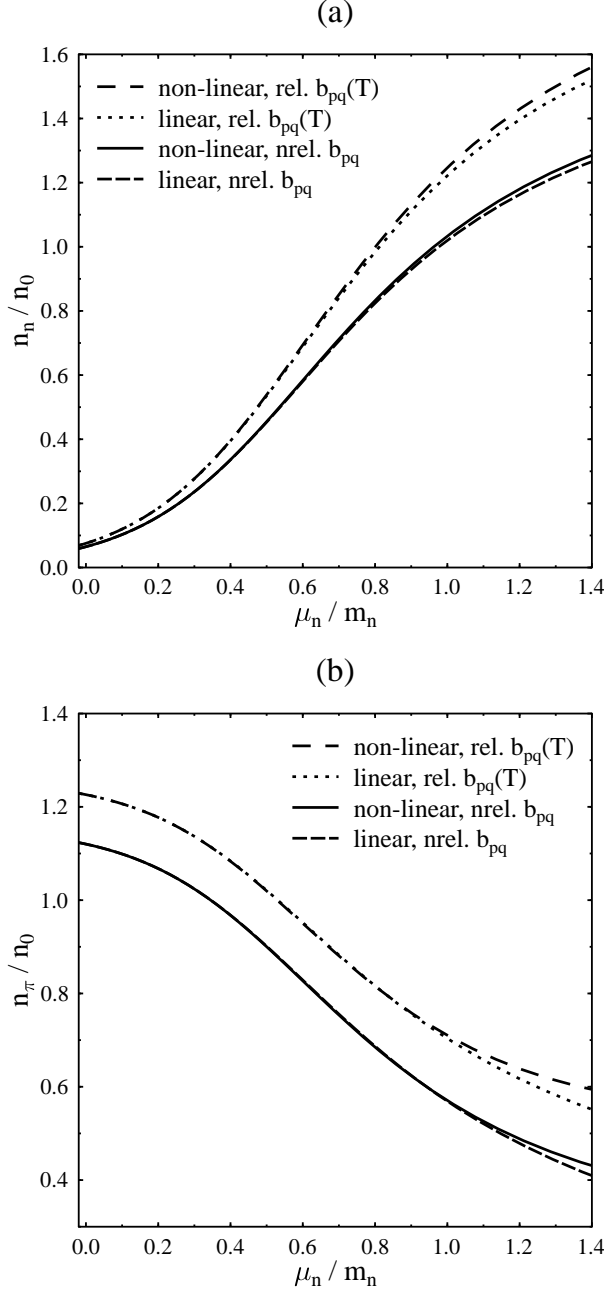 (a)
1.6
1.4
1.2
1.0
0.8
0.6
0.4
0.2
0.0
n_n / n_0
non-linear, rel. b_pq(T)
linear, rel. b_pq(T)
non-linear, nrel. b_pq
linear, nrel. b_pq
0.0 0.2 0.4 0.6 0.8 1.0 1.2 1.4
μ_n / m_n
(b)
1.4
1.2
1.0
0.8
0.6
0.4
n_π / n_0
non-linear, rel. b_pq(T)
linear, rel. b_pq(T)
non-linear, nrel. b_pq
linear, nrel. b_pq
0.0 0.2 0.4 0.6 0.8 1.0 1.2 1.4
μ_n / m_n